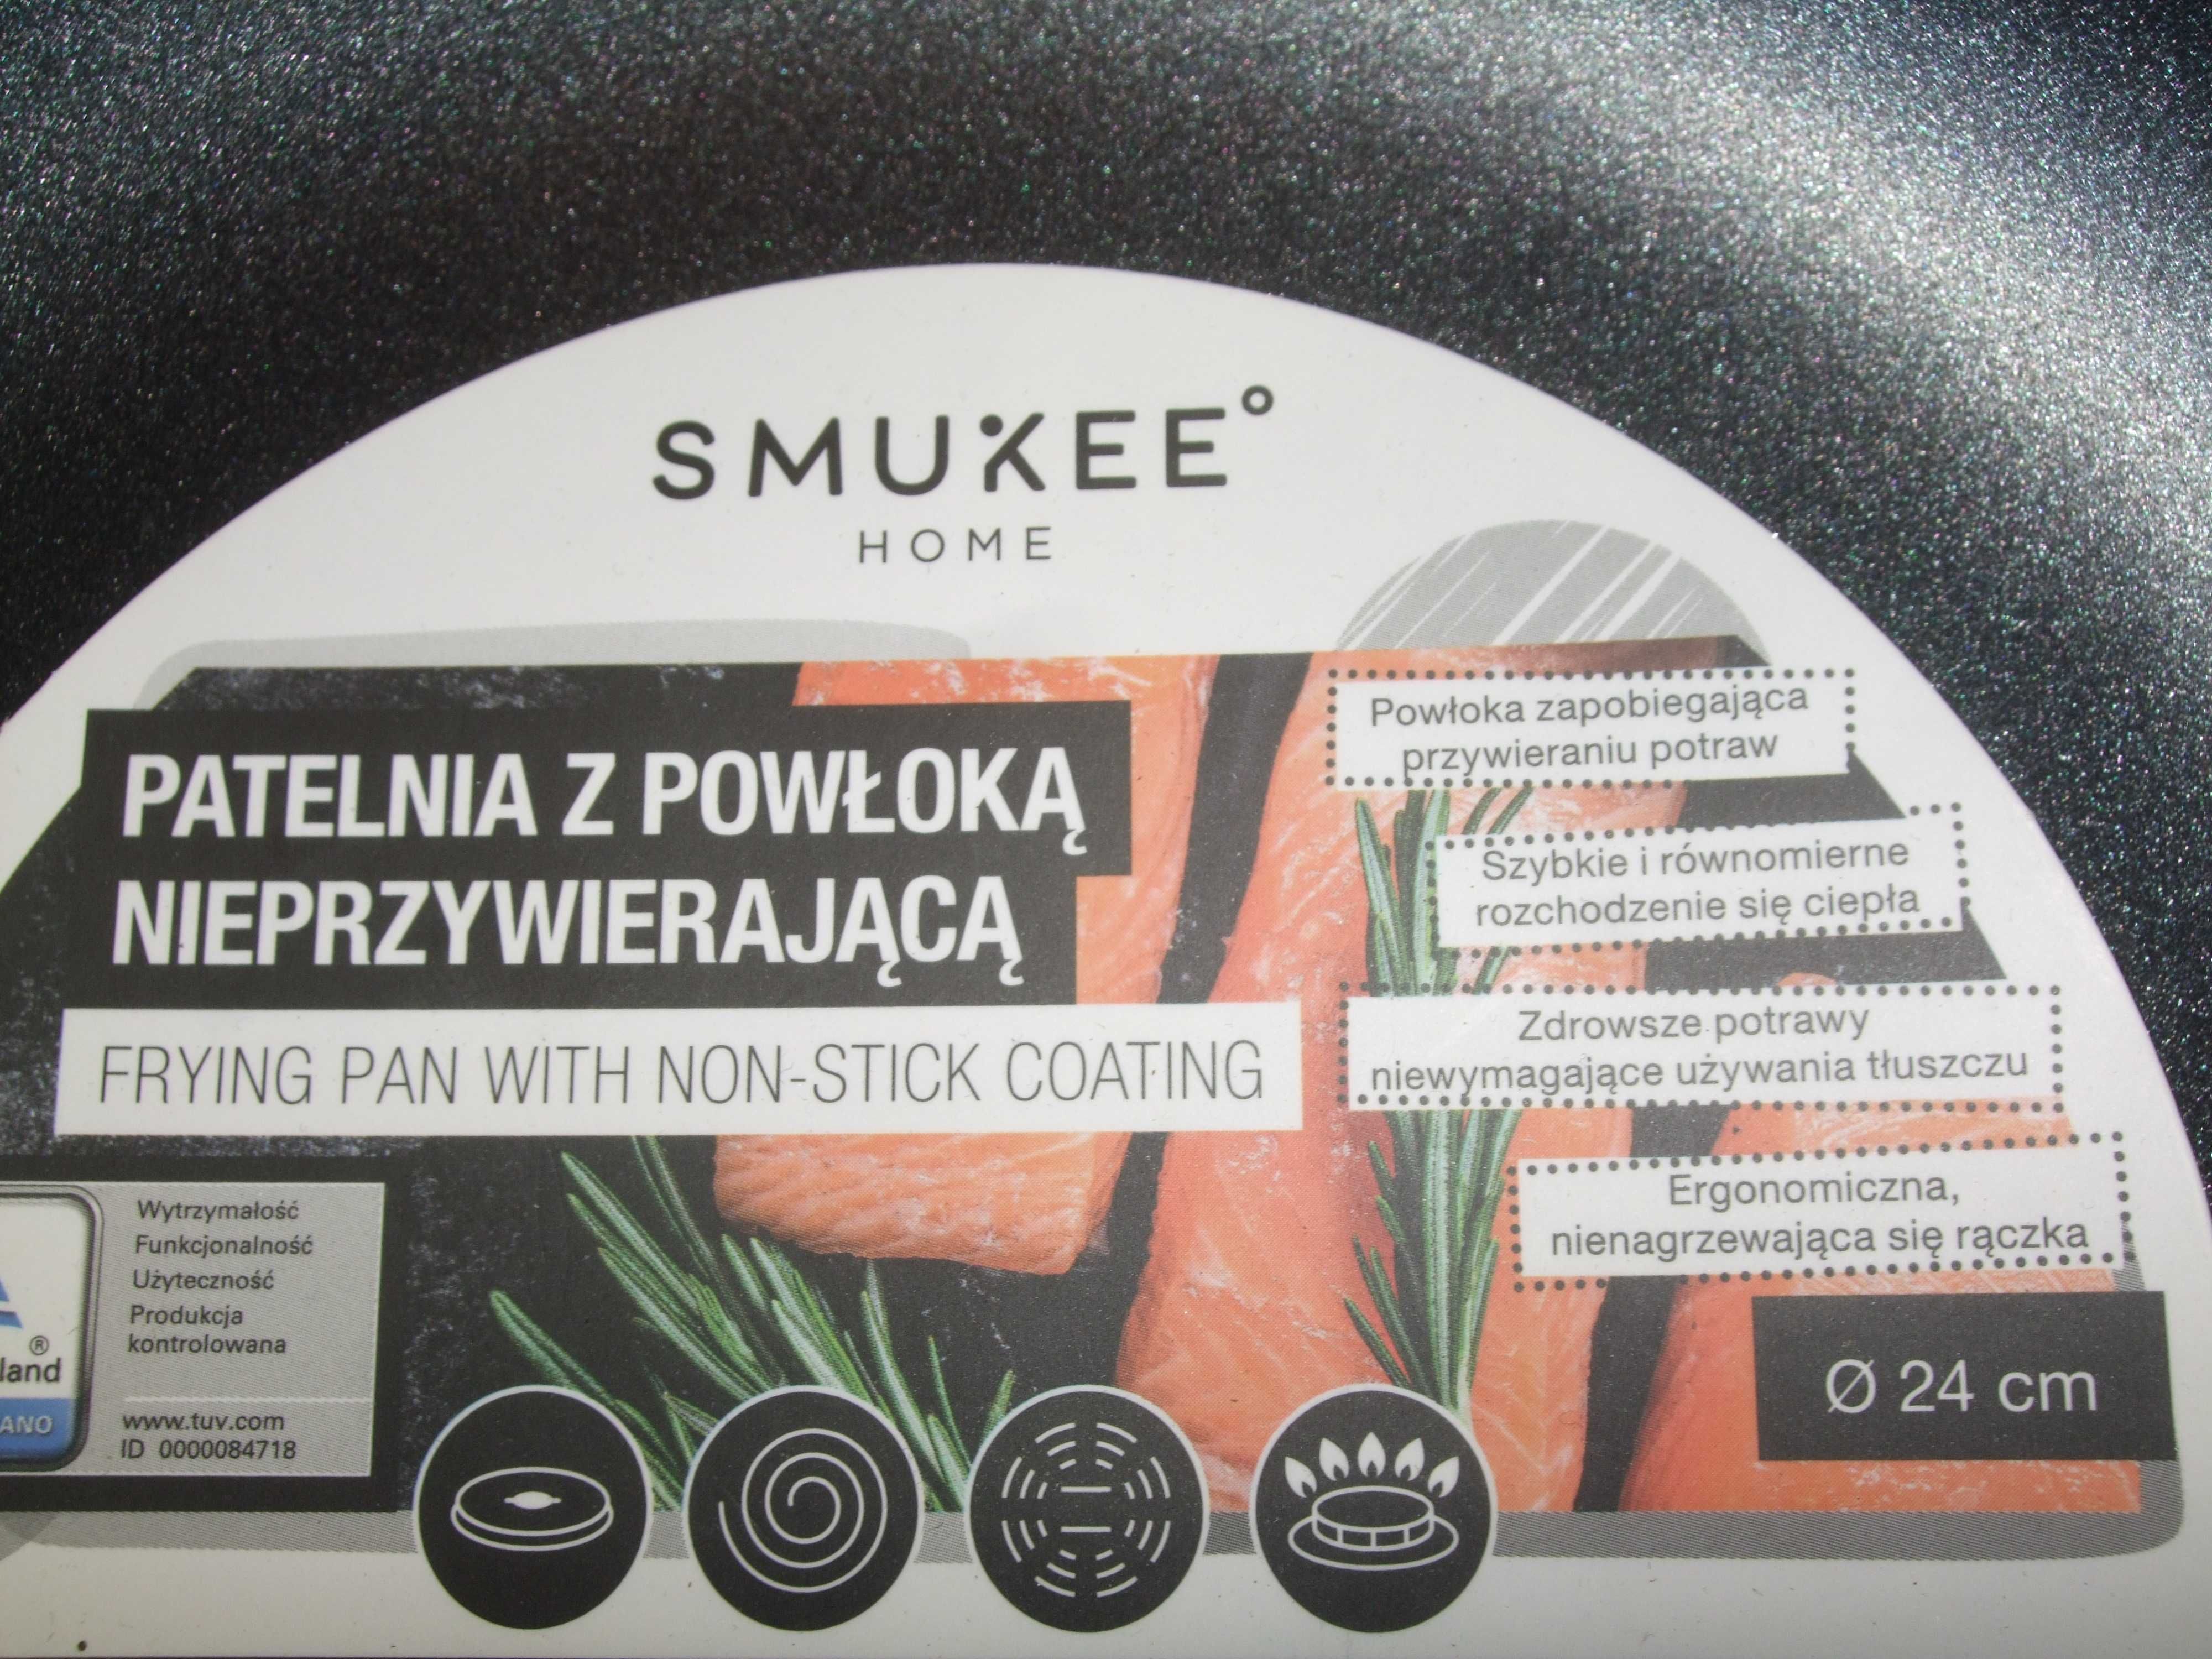 SMUKEE°
HOME
PATELNIA Z POWŁOKĄ
NIEPRZYWIERAJĄCĄ
FRYING PAN WITH NON-STICK COATING
Powłoka zapobiegająca
przywieraniu potraw
Szybkie i równomierne
rozchodzenie się ciepła
Zdrowsze potrawy
niewymagające używania tłuszczu
Ergonomiczna,
nienagrzewająca się rączka
Ø 24 cm
Wytrzymałość
Funkcjonalność
Użyteczność
Produkcja
kontrolowana
www.tuv.com
ID 0000084718
®
land
ANO